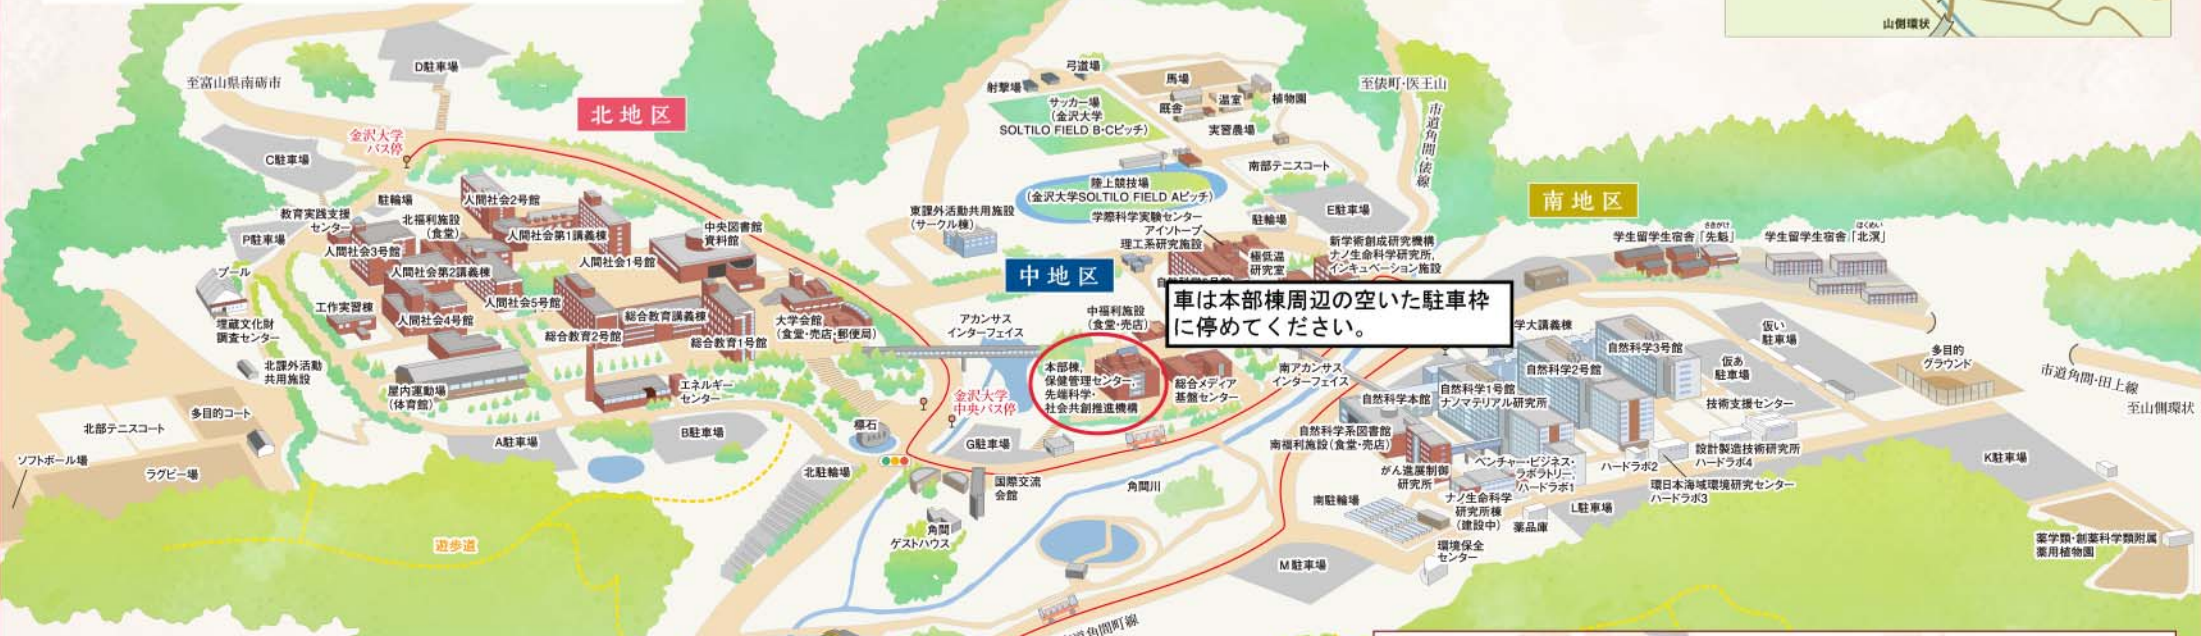 山側環状
至富山県南砺市
D駐車場
北地区
金沢大学
バス停
C駐車場
駐輪場
人間社会2号館
教育実践支援
センター
北福利施設
(食堂)
人間社会第1講義棟
中央図書館
資料館
P駐車場
人間社会3号館
人間社会1号館
プール
人間社会第2講義棟
工作実習棟
人間社会5号館
人間社会4号館
総合教育講義棟
大学会館
(食堂・売店・郵便局)
埋蔵文化財
調査センター
総合教育2号館
総合教育1号館
北課外活動
共用施設
屋内運動場
(体育館)
エネルギー
センター
多目的コート
北部テニスコート
A駐車場
B駐車場
標石
ソフトボール場
ラグビー場
北駐輪場
遊歩道
弓道場
射撃場
馬場
厩舎
温室
植物園
サッカー場
(金沢大学
SOLTILO FIELD B・Cピッチ)
実習農場
至俵町・医王山
市道角間・俵線
南部テニスコート
陸上競技場
(金沢大学SOLTILO FIELD Aピッチ)
東課外活動共用施設
(サークル棟)
学際科学実験センター
アイソトープ
理工系研究施設
駐輪場
E駐車場
極低温
研究室
新学術創成研究機構
ナノ生命科学研究所,
インキュベーション施設
中地区
車は本部棟周辺の空いた駐車枠
に停めてください。
アカンサス
インターフェイス
中福利施設
(食堂・売店)
本部棟,
保健管理センター,
先端科学・
社会共創推進機構
総合メディア
基盤センター
南アカンサス
インターフェイス
金沢大学
中央バス停
G駐車場
国際交流
会館
角間川
角間
ゲストハウス
南地区
学生留学生宿舎「先魁」
さきがけ
学生留学生宿舎「北溟」
ほくめい
学大講義棟
自然科学3号館
自然科学2号館
仮い
駐車場
仮あ
駐車場
多目的
グラウンド
市道角間・田上線
至山側環状
自然科学1号館
ナノマテリアル研究所
自然科学本館
技術支援センター
自然科学系図書館
南福利施設(食堂・売店)
がん進展制御
研究所
ベンチャー・ビジネス・
ラボラトリー,
ハードラボ1
ハードラボ2
設計製造技術研究所
ハードラボ4
環日本海域環境研究センター
ハードラボ3
K駐車場
南駐輪場
ナノ生命科学
研究所棟
(建設中)
薬品庫
L駐車場
環境保全
センター
M駐車場
薬学類・創薬科学類附属
薬用植物園
角間町線